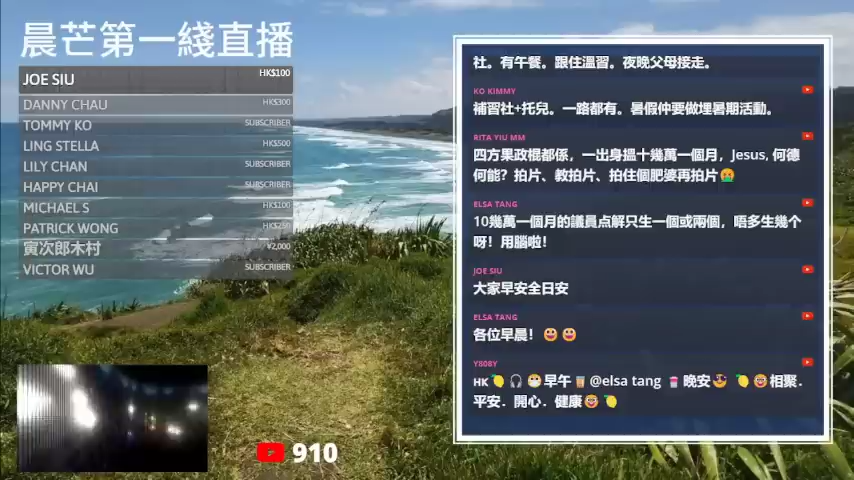 晨芒第一綫直播
JOE SIU HK$100
DANNY CHAU HK$300
TOMMY KO SUBSCRIBER
LING STELLA HK$500
LILY CHAN SUBSCRIBER
HAPPY CHAI SUBSCRIBER
MICHAEL S HK$100
PATRICK WONG
寅次郎木村 ¥2,000
VICTOR WU SUBSCRIBER
910
社。有午餐。跟住溫習。夜晚父母接走。
KO KIMMY
補習社+托兒。一路都有。暑假仲要做埋暑期活動。
RITA YIU MM
四方果政棍都係，一出身搵十幾萬一個月，Jesus, 何德
何能？拍片、教拍片、拍住個肥婆再拍片🤮
ELSA TANG
10幾萬一個月的議員点解只生一個或兩個，唔多生幾个
呀！用腦啦！
JOE SIU
大家早安全日安
ELSA TANG
各位早晨！😀😀
Y808Y
HK🍋🎧😷早午🧋@elsa tang 🥤晚安 🍋相聚.
平安. 開心. 健康🍋